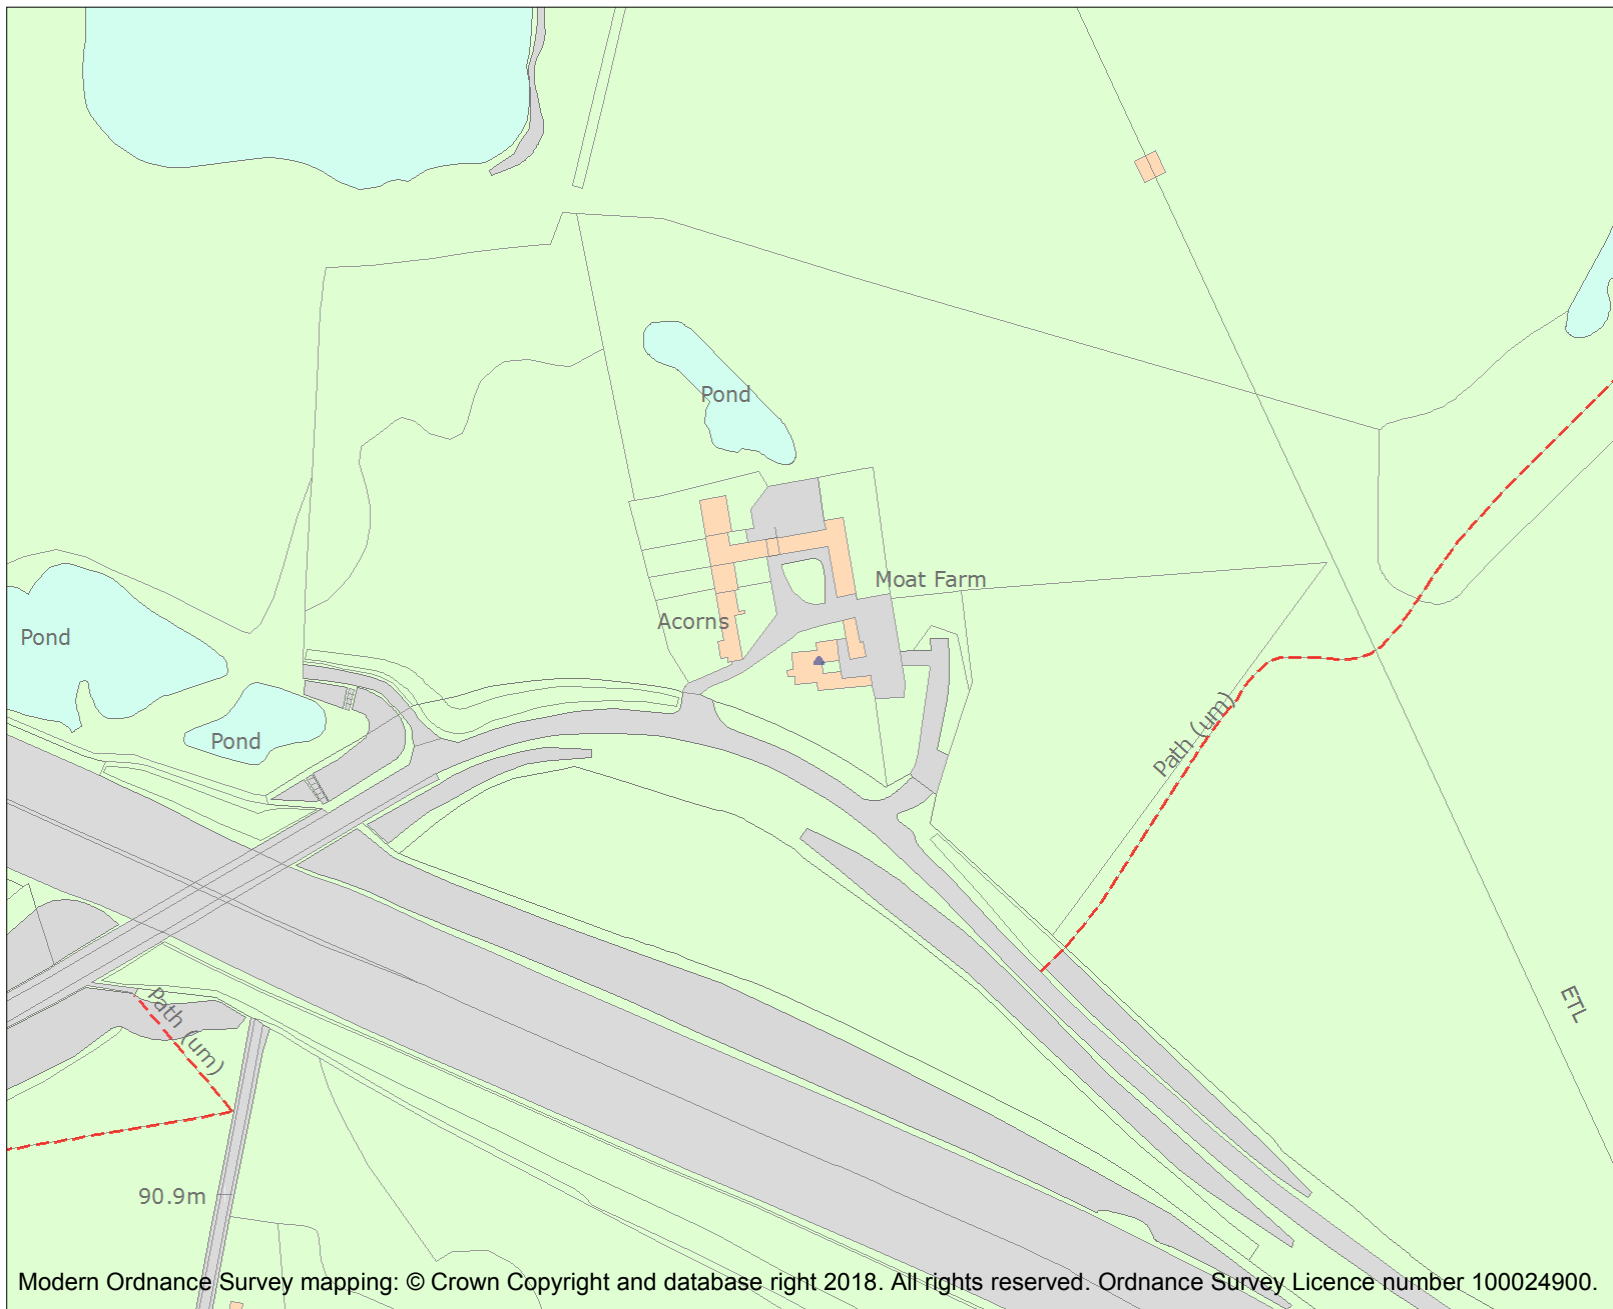 Pond
Moat Farm
Acorns
Pond
Path (um)
Pond
ETL
Path (um)
90.9m
Modern Ordnance Survey mapping: © Crown Copyright and database right 2018. All rights reserved. Ordnance Survey Licence number 100024900.